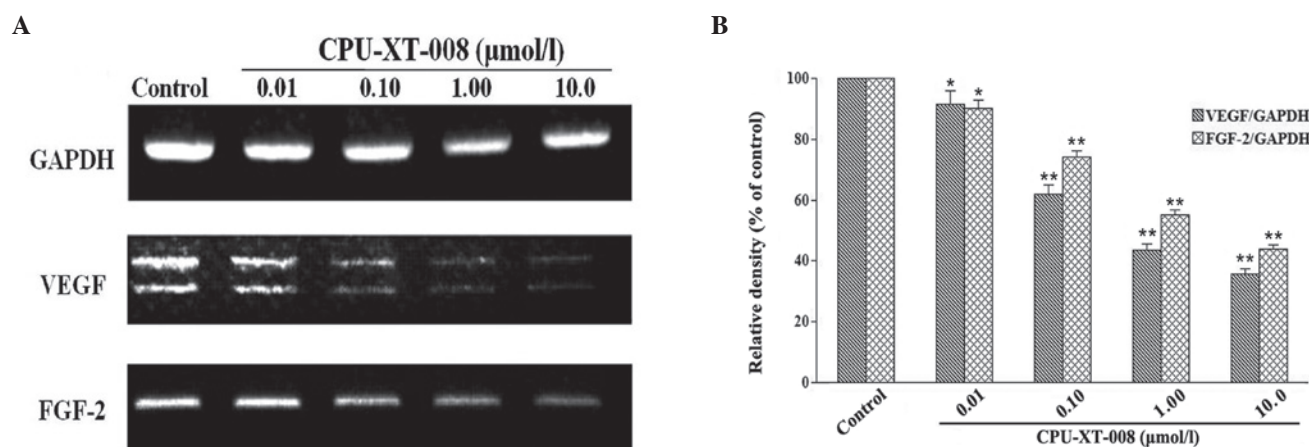 A
CPU-XT-008 (μmol/l)
Control 0.01 0.10 1.00 10.0
GAPDH
VEGF
FGF-2
B
Relative density (% of control)
100
80
60
40
20
0
* *
** **
** **
** **
VEGF/GAPDH
FGF-2/GAPDH
Control 0.01 0.10 1.00 10.0
CPU-XT-008 (μmol/l)